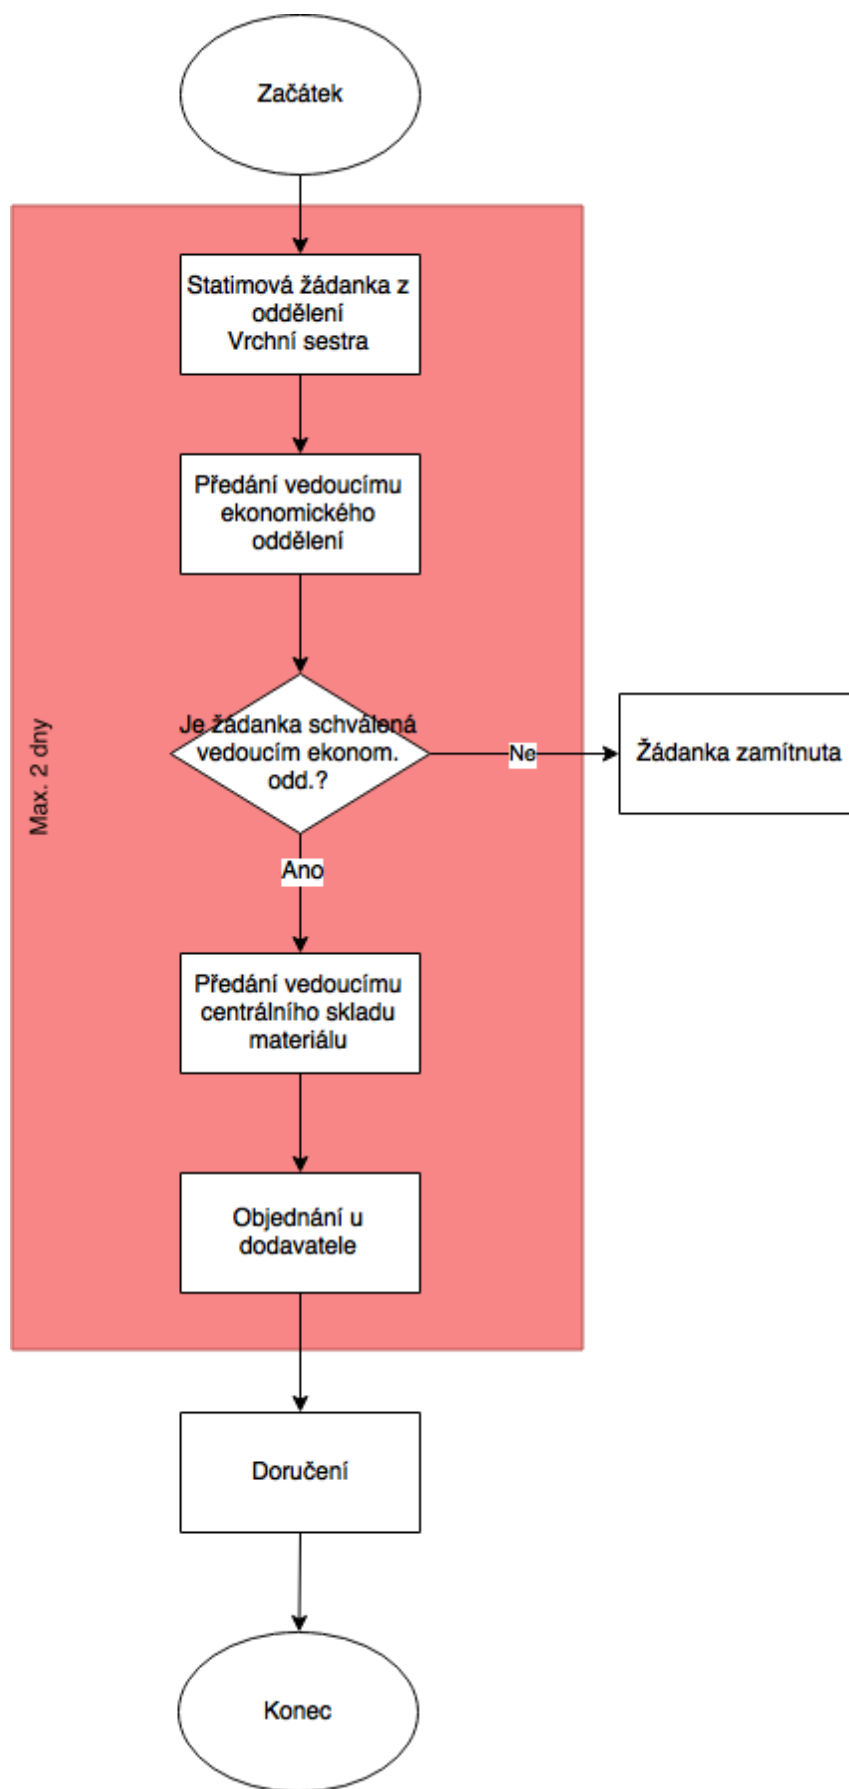 Začátek
Statimová žádanka z
oddělení
Vrchní sestra
Předání vedoucímu
ekonomického
oddělení
Max. 2 dny
Je žádanka schválená
vedoucím ekonom.
odd.?
Ne
Žádanka zamítnuta
Ano
Předání vedoucímu
centrálního skladu
materiálu
Objednání u
dodavatele
Doručení
Konec